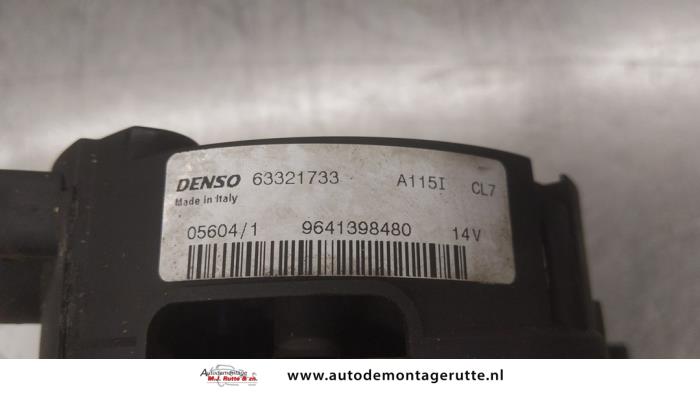 DENSO 63321733 A115I CL7
Made in Italy
05604/1 9641398480 14V
Autodemontage
M.J. Rutte & zn.
www.autodemontagerutte.nl